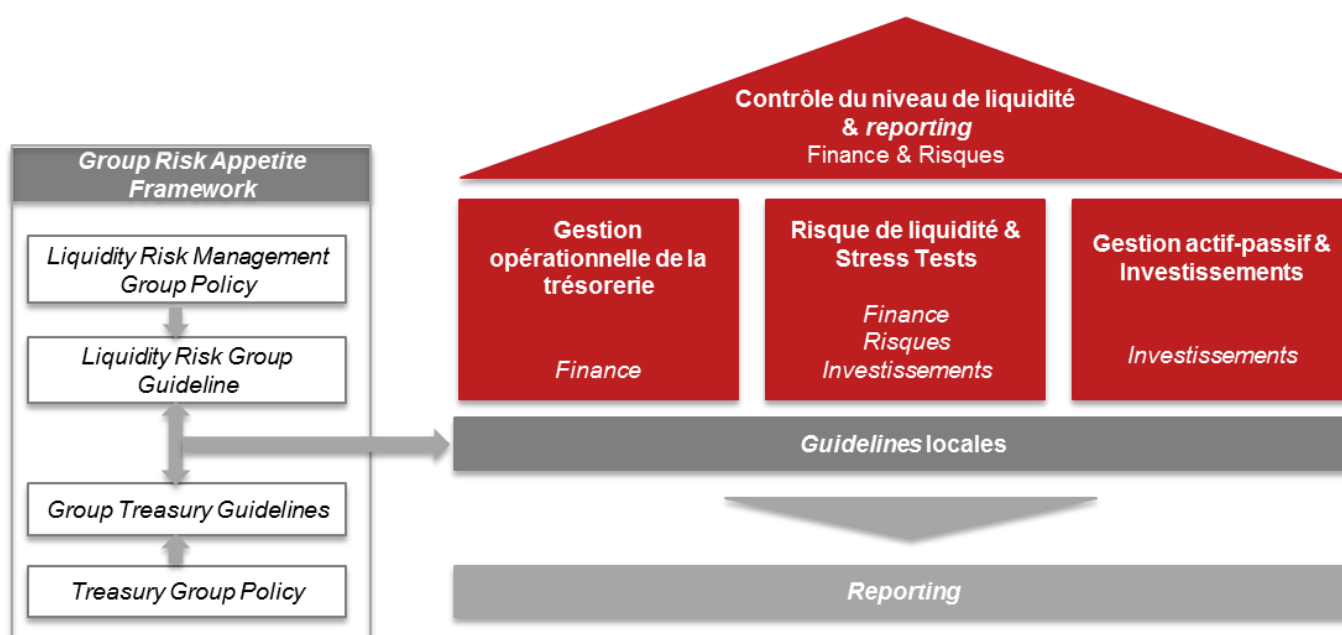 Group Risk Appetite
Framework
Liquidity Risk Management
Group Policy
Liquidity Risk Group
Guideline
Group Treasury Guidelines
Treasury Group Policy
Contrôle du niveau de liquidité
& reporting
Finance & Risques
Gestion
opérationnelle de la
trésorerie
Finance
Risque de liquidité &
Stress Tests
Finance
Risques
Investissements
Gestion actif-passif &
Investissements
Investissements
Guidelines locales
Reporting